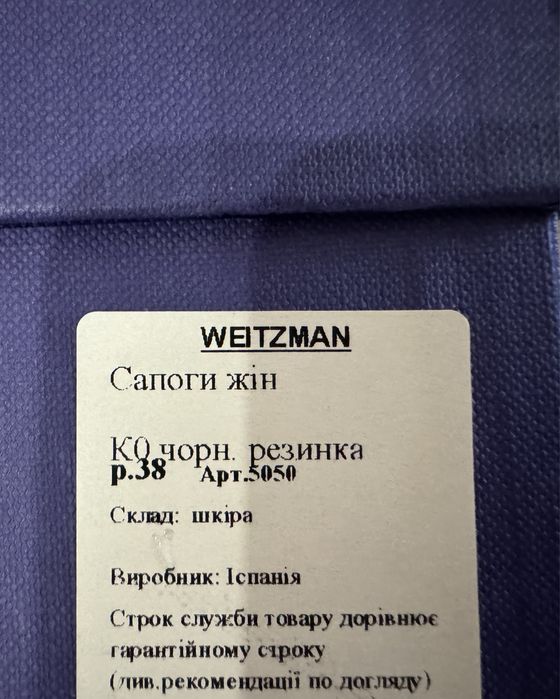 WEITZMAN
Сапоги жін
К0 чорн. резинка
р.38 Арт.5050
Склад: шкіра
Виробник: Іспанія
Строк служби товару дорівнює
гарантійному строку
(див.рекомендації по догляду)